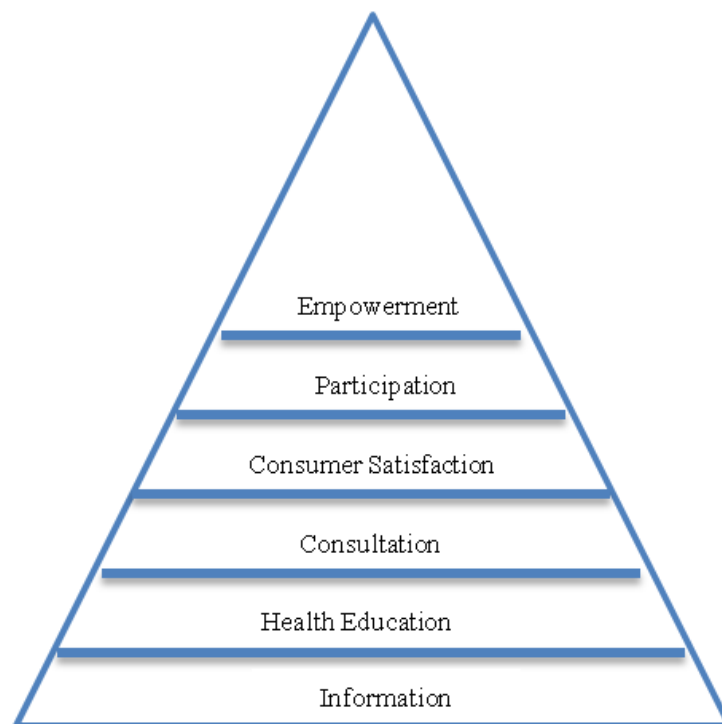 Empowerment
Participation
Consumer Satisfaction
Consultation
Health Education
Information